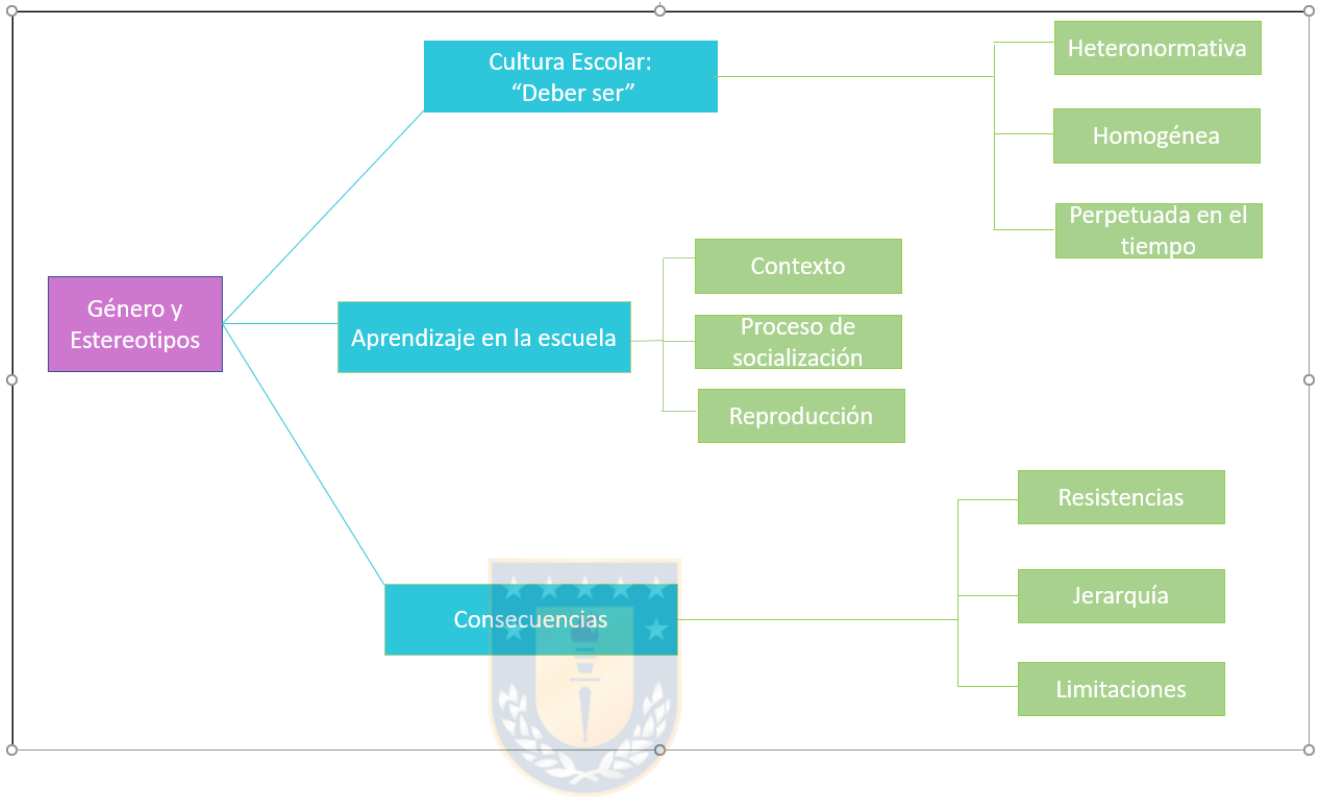 Cultura Escolar:
“Deber ser”
Heteronormativa
Homogénea
Perpetuada en el
tiempo
Género y
Estereotipos
Aprendizaje en la escuela
Contexto
Proceso de
socialización
Reproducción
Consecuencias
Resistencias
Jerarquía
Limitaciones